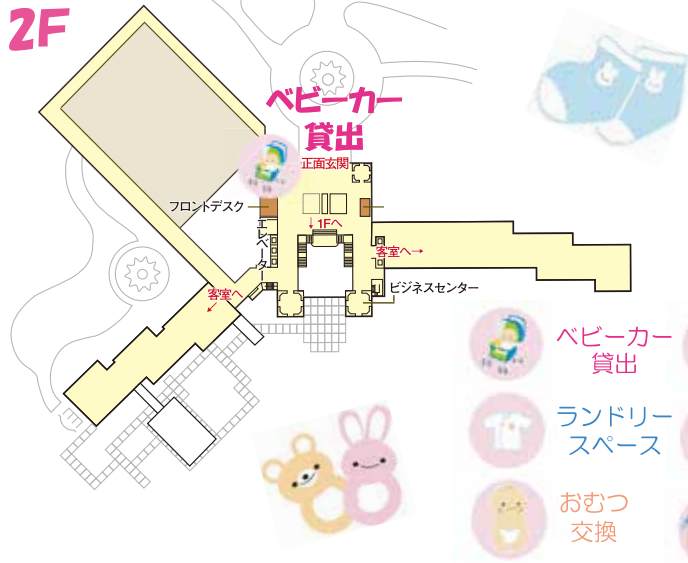 2F
ベビーカー
貸出
正面玄関
フロントデスク
1Fへ
エレベーター
客室へ
客室へ
ビジネスセンター
ベビーカー
貸出
ランドリー
スペース
おむつ
交換